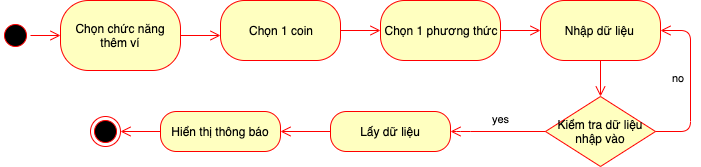 Chọn chức năng
thêm ví
Chọn 1 coin
Chọn 1 phương thức
Nhập dữ liệu
no
Kiểm tra dữ liệu
nhập vào
yes
Lấy dữ liệu
Hiển thị thông báo